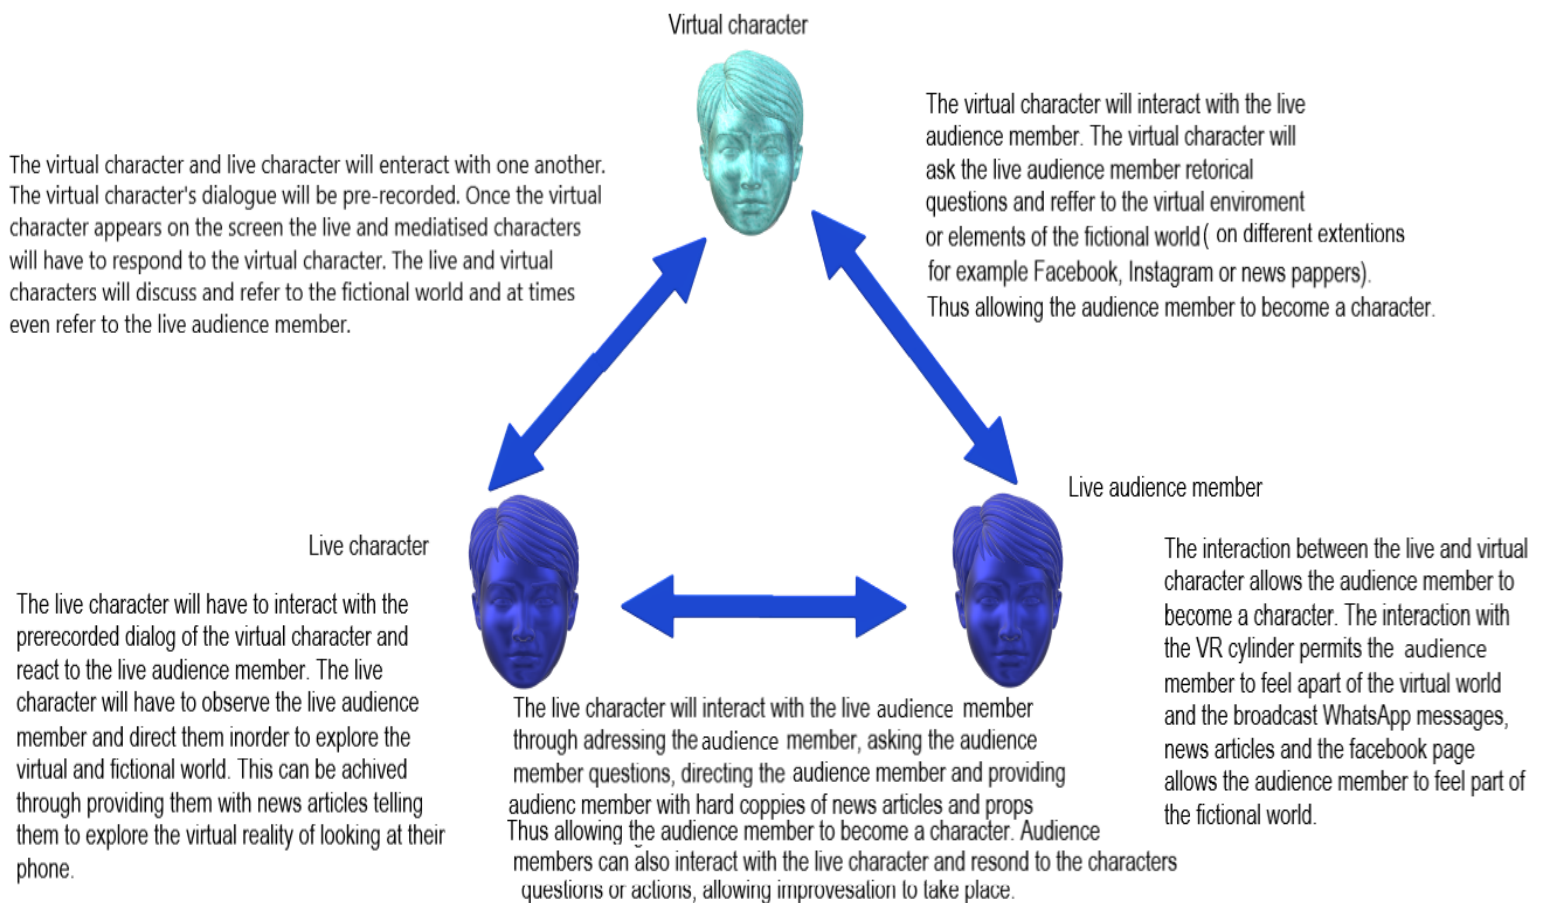 Virtual character
The virtual character and live character will enteract with one another.
The virtual character's dialogue will be pre-recorded. Once the virtual
character appears on the screen the live and mediatised characters
will have to respond to the virtual character. The live and virtual
characters will discuss and refer to the fictional world and at times
even refer to the live audience member.
The virtual character will interact with the live
audience member. The virtual character will
ask the live audience member retorical
questions and reffer to the virtual enviroment
or elements of the fictional world( on different extentions
for example Facebook, Instagram or news pappers).
Thus allowing the audience member to become a character.
Live character
The live character will have to interact with the
prerecorded dialog of the virtual character and
react to the live audience member. The live
character will have to observe the live audience
member and direct them inorder to explore the
virtual and fictional world. This can be achived
through providing them with news articles telling
them to explore the virtual reality of looking at their
phone.
The live character will interact with the live audience member
through adressing the audience member, asking the audience
member questions, directing the audience member and providing
audienc member with hard coppies of news articles and props
Thus allowing the audience member to become a character. Audience
members can also interact with the live character and resond to the characters
questions or actions, allowing improvesation to take place.
Live audience member
The interaction between the live and virtual
character allows the audience member to
become a character. The interaction with
the VR cylinder permits the audience
member to feel apart of the virtual world
and the broadcast WhatsApp messages,
news articles and the facebook page
allows the audience member to feel part of
the fictional world.